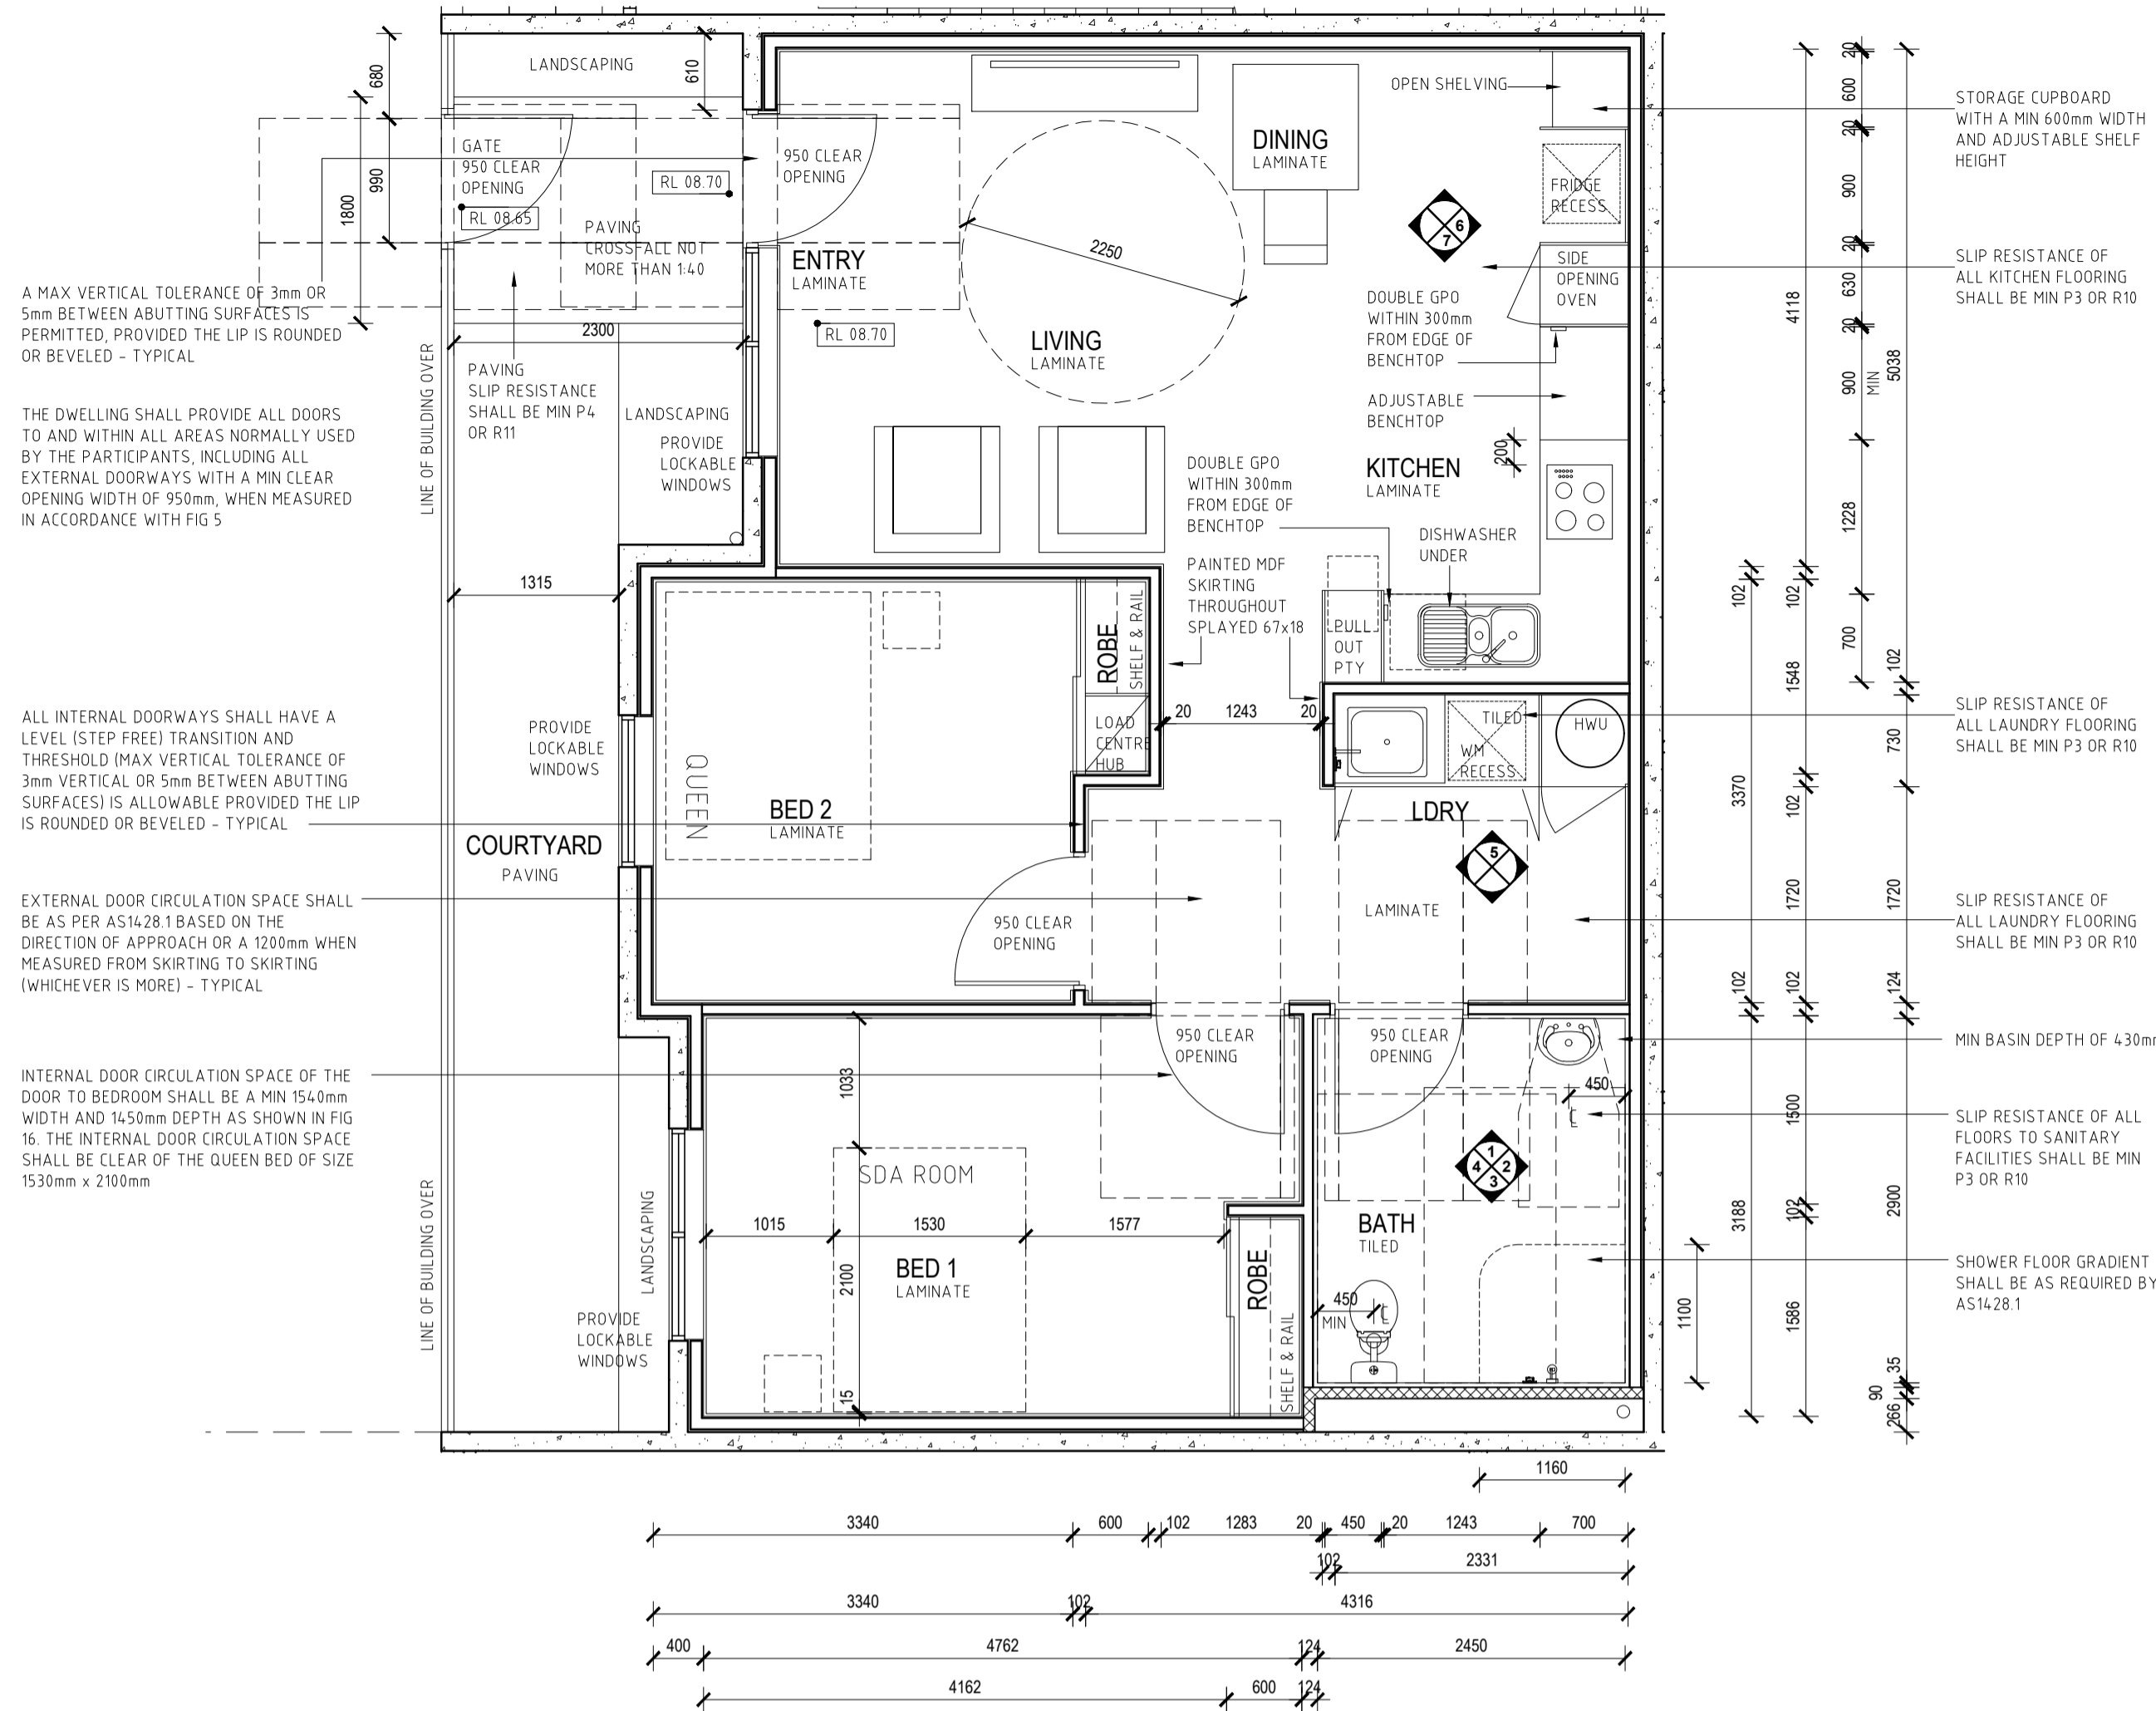 LANDSCAPING
680
610
990
1800
GATE
950 CLEAR
OPENING
RL 08.65
RL 08.70
950 CLEAR
OPENING
PAVING
CROSSFALL NOT
MORE THAN 1:40
ENTRY
LAMINATE
RL 08.70
2300
2250
LIVING
LAMINATE
DINING
LAMINATE
OPEN SHELVING
FRIDGE
RECESS
6
7
SIDE
OPENING
OVEN
DOUBLE GPO
WITHIN 300mm
FROM EDGE OF
BENCHTOP
ADJUSTABLE
BENCHTOP
200
KITCHEN
LAMINATE
DOUBLE GPO
WITHIN 300mm
FROM EDGE OF
BENCHTOP
DISHWASHER
UNDER
PAINTED MDF
SKIRTING
THROUGHOUT
SPLAYED 67x18
PULL
OUT
PTY
A MAX VERTICAL TOLERANCE OF 3mm OR
5mm BETWEEN ABUTTING SURFACES IS
PERMITTED, PROVIDED THE LIP IS ROUNDED
OR BEVELED - TYPICAL
THE DWELLING SHALL PROVIDE ALL DOORS
TO AND WITHIN ALL AREAS NORMALLY USED
BY THE PARTICIPANTS, INCLUDING ALL
EXTERNAL DOORWAYS WITH A MIN CLEAR
OPENING WIDTH OF 950mm, WHEN MEASURED
IN ACCORDANCE WITH FIG 5
ALL INTERNAL DOORWAYS SHALL HAVE A
LEVEL (STEP FREE) TRANSITION AND
THRESHOLD (MAX VERTICAL TOLERANCE OF
3mm VERTICAL OR 5mm BETWEEN ABUTTING
SURFACES) IS ALLOWABLE PROVIDED THE LIP
IS ROUNDED OR BEVELED - TYPICAL
EXTERNAL DOOR CIRCULATION SPACE SHALL
BE AS PER AS1428.1 BASED ON THE
DIRECTION OF APPROACH OR A 1200mm WHEN
MEASURED FROM SKIRTING TO SKIRTING
(WHICHEVER IS MORE) - TYPICAL
INTERNAL DOOR CIRCULATION SPACE OF THE
DOOR TO BEDROOM SHALL BE A MIN 1540mm
WIDTH AND 1450mm DEPTH AS SHOWN IN FIG
16. THE INTERNAL DOOR CIRCULATION SPACE
SHALL BE CLEAR OF THE QUEEN BED OF SIZE
1530mm x 2100mm
LINE OF BUILDING OVER
PAVING
SLIP RESISTANCE
SHALL BE MIN P4
OR R11
LANDSCAPING
PROVIDE
LOCKABLE
WINDOWS
1315
PROVIDE
LOCKABLE
WINDOWS
COURTYARD
PAVING
LINE OF BUILDING OVER
LANDSCAPING
PROVIDE
LOCKABLE
WINDOWS
QUEEN
BED 2
LAMINATE
ROBE
SHELF & RAIL
LOAD
CENTRE
HUB
20
1243
20
TILED
WM
RECESS
HWU
LDRY
5
LAMINATE
950 CLEAR
OPENING
950 CLEAR
OPENING
950 CLEAR
OPENING
1033
SDA ROOM
1015
1530
1577
2100
BED 1
LAMINATE
15
ROBE
SHELF & RAIL
450
1
4 2
3
BATH
TILED
450
MIN
STORAGE CUPBOARD
WITH A MIN 600mm WIDTH
AND ADJUSTABLE SHELF
HEIGHT
SLIP RESISTANCE OF
ALL KITCHEN FLOORING
SHALL BE MIN P3 OR R10
SLIP RESISTANCE OF
ALL LAUNDRY FLOORING
SHALL BE MIN P3 OR R10
SLIP RESISTANCE OF
ALL LAUNDRY FLOORING
SHALL BE MIN P3 OR R10
MIN BASIN DEPTH OF 430m
SLIP RESISTANCE OF ALL
FLOORS TO SANITARY
FACILITIES SHALL BE MIN
P3 OR R10
SHOWER FLOOR GRADIENT
SHALL BE AS REQUIRED BY
AS1428.1
1100
102
3370
102
3188
4118
102
1548
102
1720
102
1500
102
1586
20
600
20
900
20
630
20
900
MIN
1228
700
5038
102
730
1720
124
2900
35
90
266
1160
3340
600
102
1283
20
450
20
1243
700
102
2331
3340
102
4316
400
4762
124
2450
4162
600
124